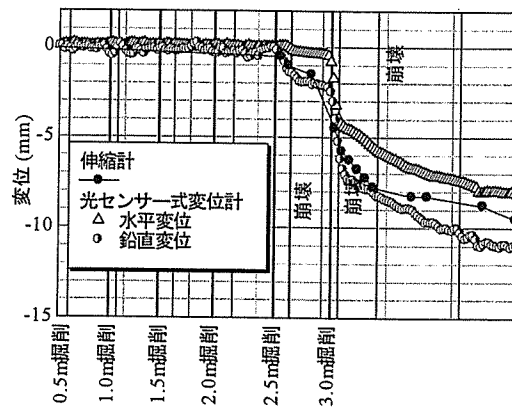 0
-5
-10
-15
変位 (mm)
伸縮計
光センサー式変位計
水平変位
鉛直変位
崩壊
崩壊
崩壊
0.5m掘削
1.0m掘削
1.5m掘削
2.0m掘削
2.5m掘削
3.0m掘削